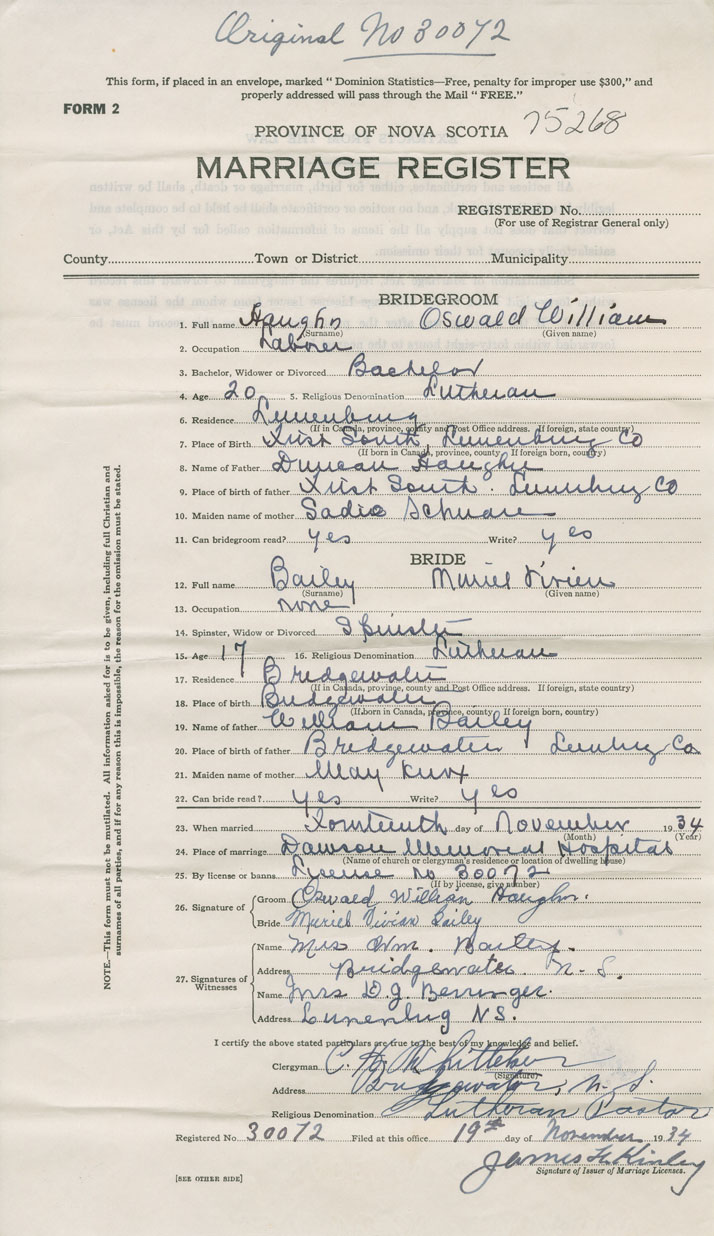 Original No 30072
This form, if placed in an envelope, marked “ Dominion Statistics—Free, penalty for improper use $300,” and
properly addressed will pass through the Mail “ FREE.”
FORM 2
PROVINCE OF NOVA SCOTIA 75268
MARRIAGE REGISTER
REGISTERED No.
(For use of Registrar General only)
County Town or District Municipality
BRIDEGROOM
1. Full name Haughn Oswald William
(Surname) (Given name)
2. Occupation Laborer
3. Bachelor, Widower or Divorced Bachelor
4. Age 20 5. Religious Denomination Lutheran
6. Residence Lunenburg
(If in Canada, province, county and Post Office address. If foreign, state country)
7. Place of Birth First South, Lunenburg Co
(If born in Canada, province, county. If foreign born, country)
8. Name of Father Duncan Haughn
9. Place of birth of father First South. Lunenburg Co
10. Maiden name of mother Sadie
11. Can bridegroom read? yes Write? yes
BRIDE
12. Full name Bailey Muriel Vivien
(Surname) (Given name)
13. Occupation none
14. Spinster, Widow or Divorced Spinster
15. Age 17 16. Religious Denomination Lutheran
17. Residence Bridgewater
(If in Canada, province, county and Post Office address. If foreign, state country)
18. Place of birth Bridgewater
(If born in Canada, province, county. If foreign born, country)
19. Name of father William Bailey
20. Place of birth of father Bridgewater Lunenburg Co
21. Maiden name of mother May Knox
22. Can bride read? yes Write? yes
23. When married Fourteenth day of November 1934
(Month) (Year)
24. Place of marriage Dawson Memorial Hospital
(Name of church or clergyman's residence or location of dwelling house)
25. By license or banns License no 30072
(If by license, give number)
26. Signature of Groom Oswald William Haughn.
Bride Muriel Vivian Bailey
27. Signatures of Witnesses
Name Mrs Wm. Bailey.
Address Bridgewater N. S.
Name Mrs D.J. Berringer.
Address Lunenburg NS.
I certify the above stated particulars are true to the best of my knowledge and belief.
Clergyman C. H. Whitteker
(Signature)
Address Bridgewater, N. S.
Religious Denomination Lutheran Pastor
Registered No. 30072 Filed at this office 19th day of November 1934
James
Signature of Issuer of Marriage Licenses.
[SEE OTHER SIDE]
NOTE.—This form must not be mutilated. All information asked for is to be given, including full Christian and
surnames of all parties, and if for any reason this is impossible, the reason for the omission must be stated.